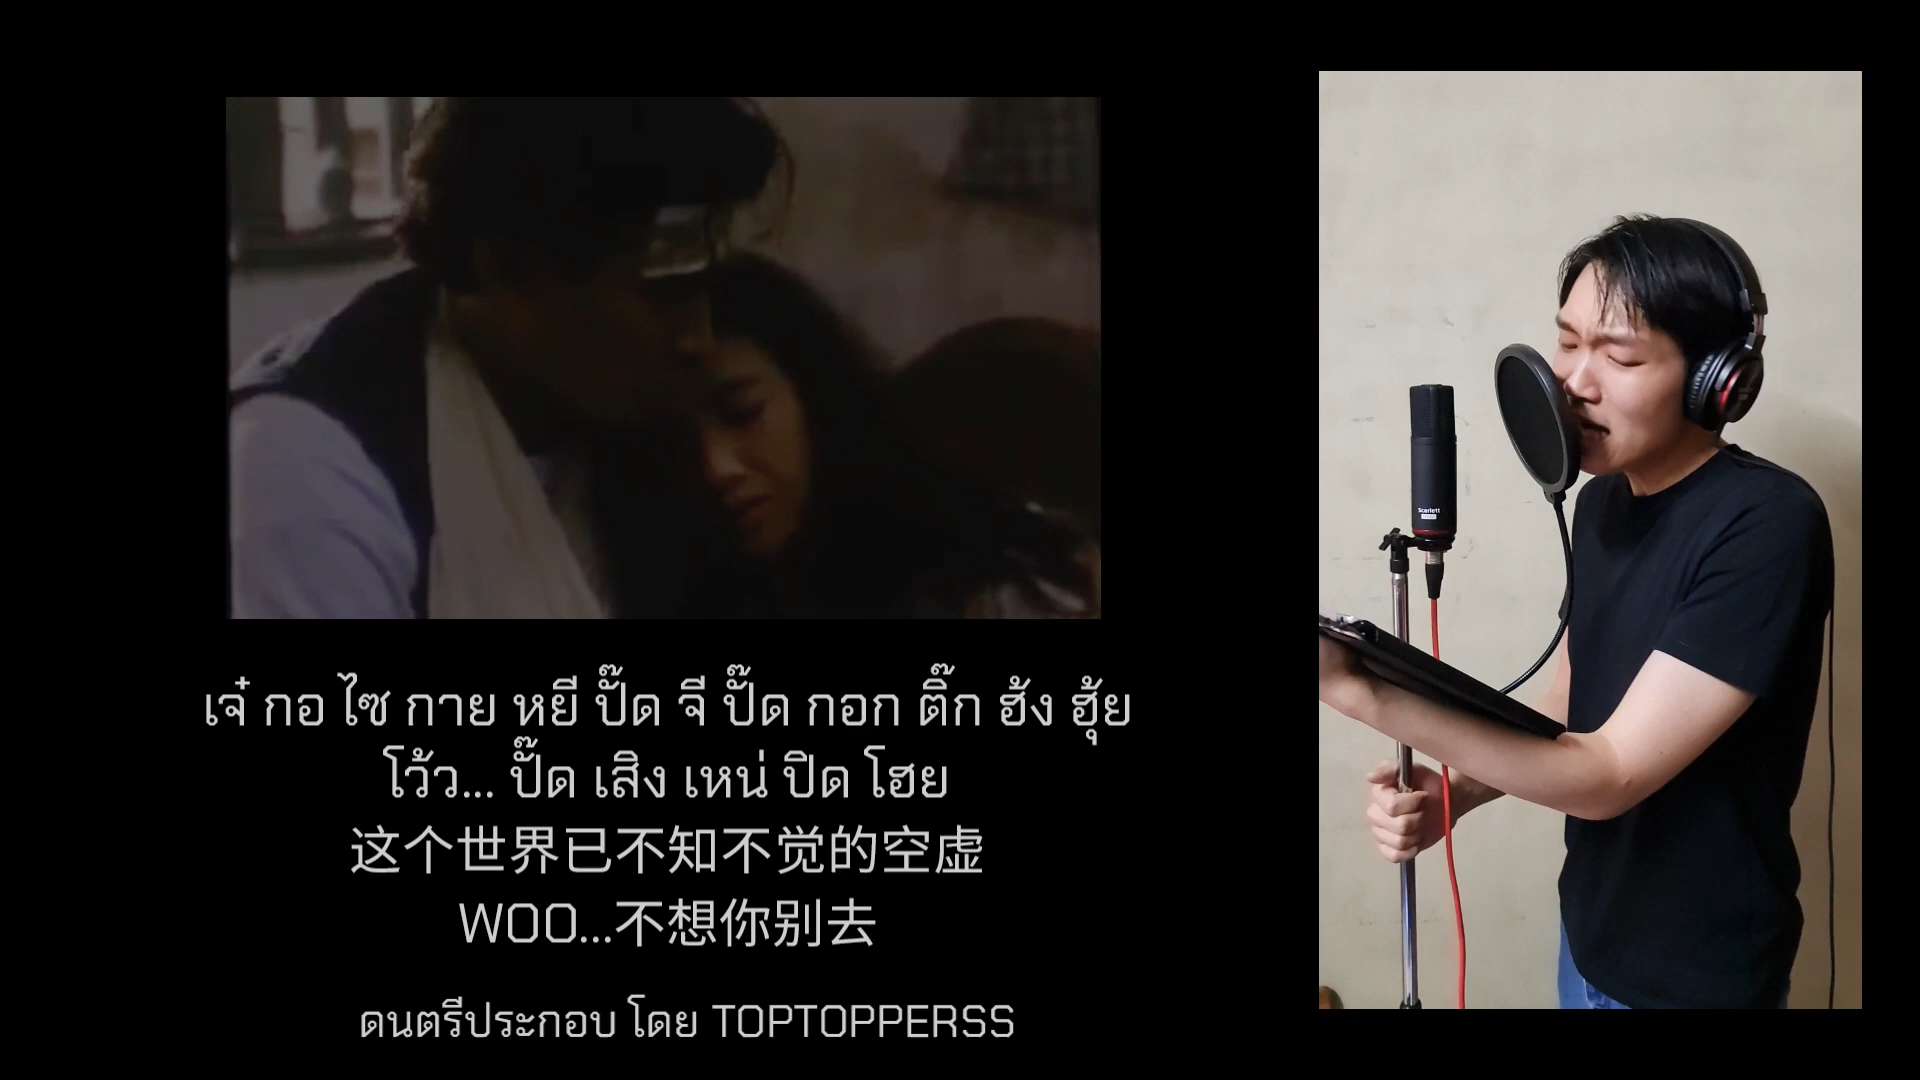 เจ๋ กอ ไซ กาย หยี ปั๊ด จี ปั๊ด กอก ติ๊ก ฮ้ง ฮุ้ย
โว้ว... ปั๊ด เสิง เหน่ ปิด โฮย
这个世界已不知不觉的空虚
WOO...不想你别去
ดนตรีประกอบ โดย TOPTOPPERSS
Scarlett